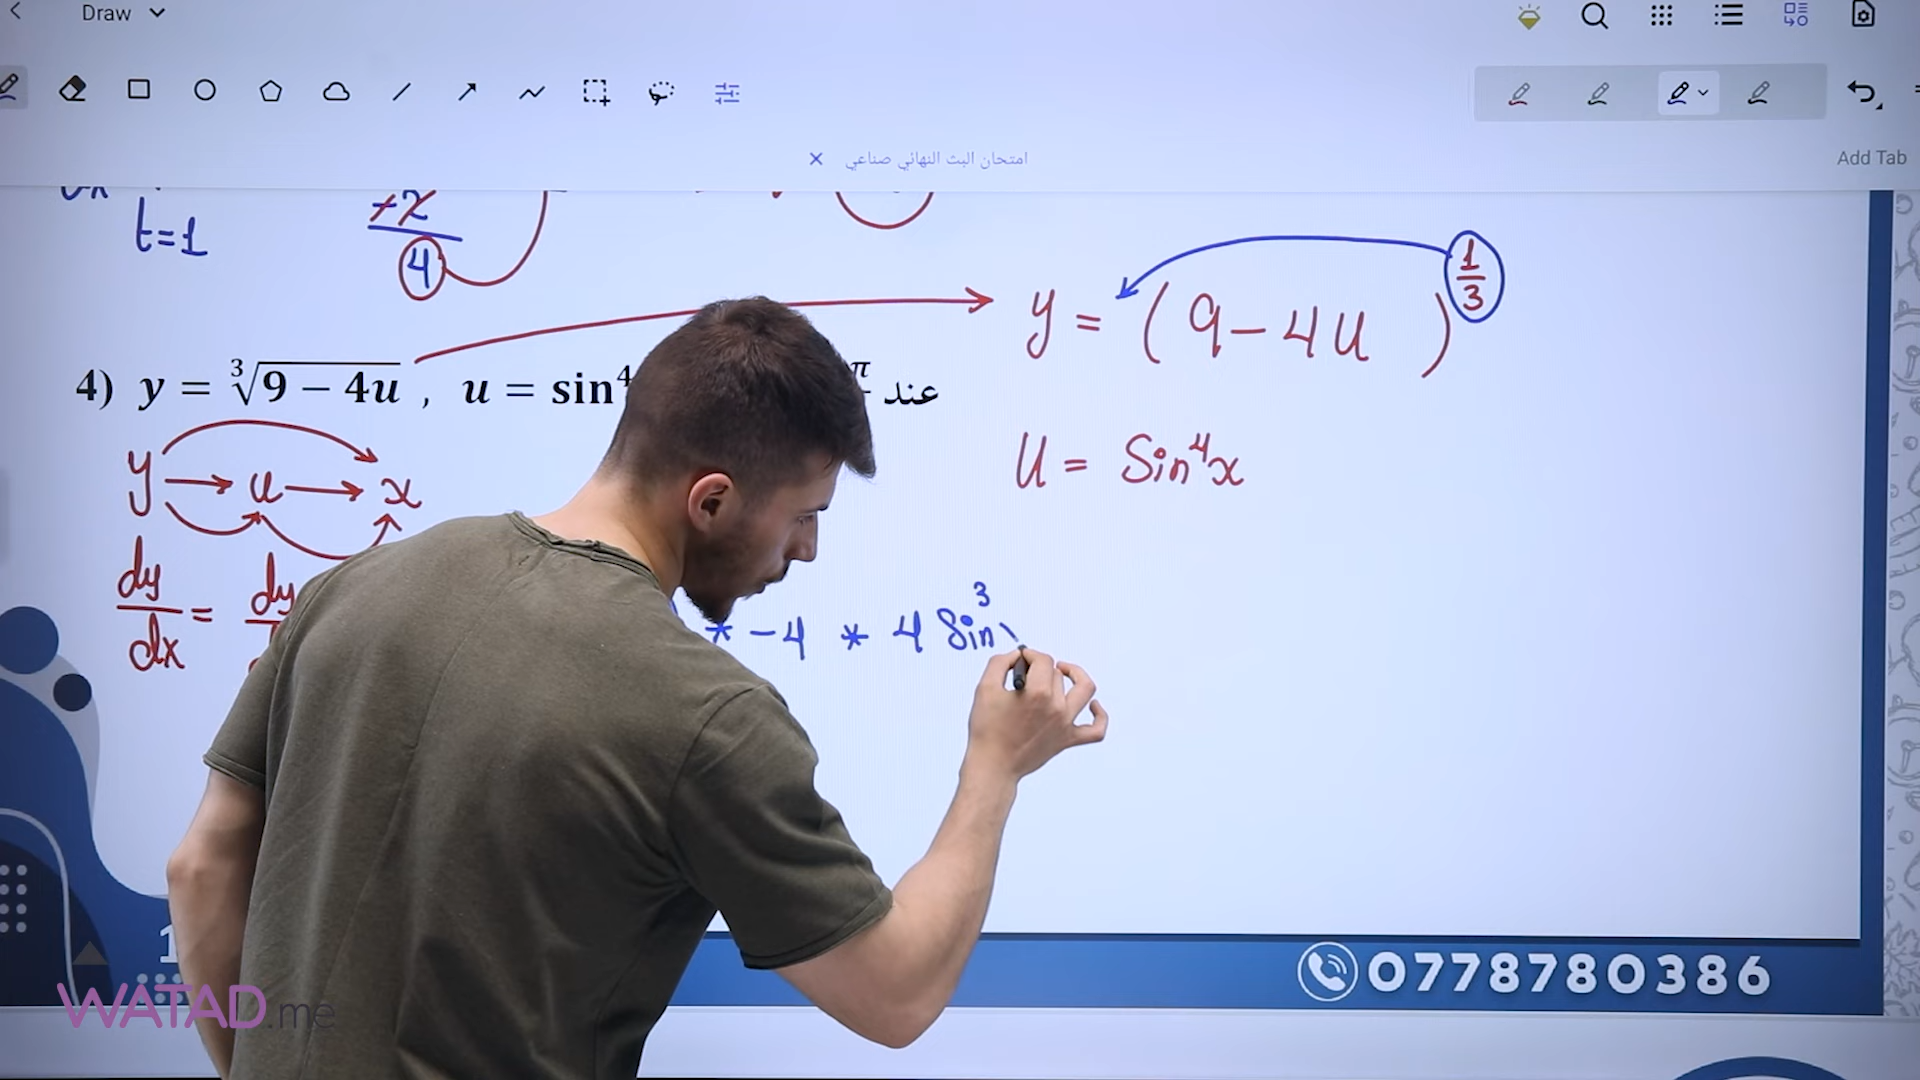 Draw
امتحان البث النهائي صناعي
Add Tab
t=1
4
y = (9 - 4u)^{1/3}
4) y = ∛(9 − 4u) , u = sin⁴
π
عند
y → u → x
u = Sin⁴x
dy/dx = dy
* -4 * 4 Sin³
0778780386
WATAD.me